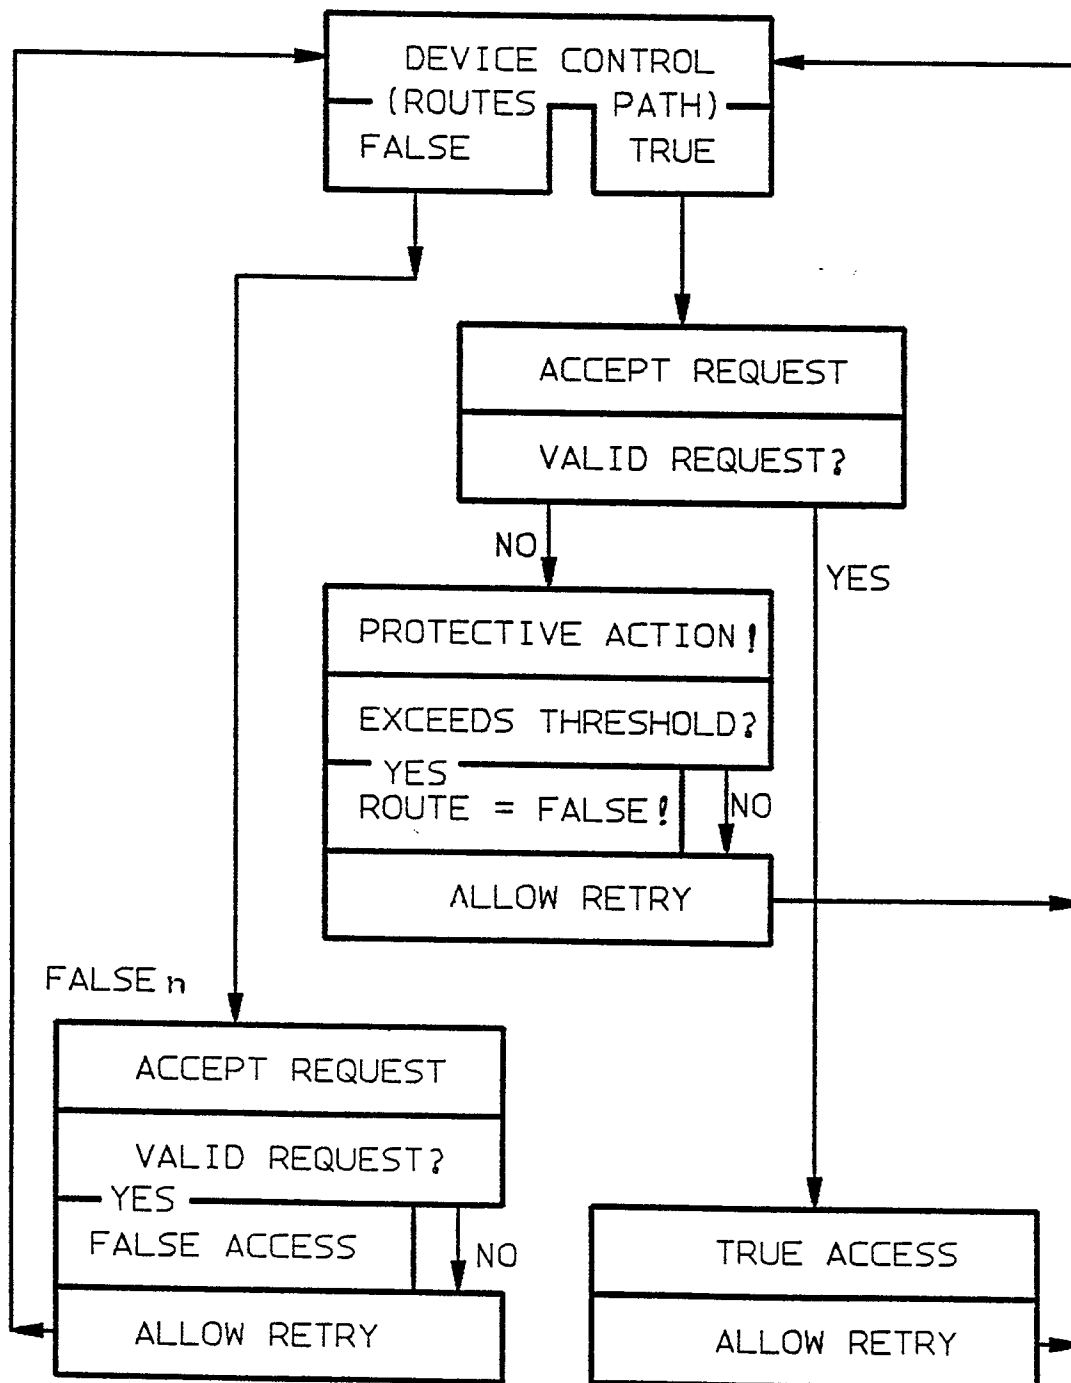 DEVICE CONTROL
(ROUTES PATH)
FALSE TRUE
ACCEPT REQUEST
VALID REQUEST?
NO
YES
PROTECTIVE ACTION!
EXCEEDS THRESHOLD?
YES
ROUTE = FALSE!
NO
ALLOW RETRY
FALSE n
ACCEPT REQUEST
VALID REQUEST?
YES
FALSE ACCESS
NO
ALLOW RETRY
TRUE ACCESS
ALLOW RETRY